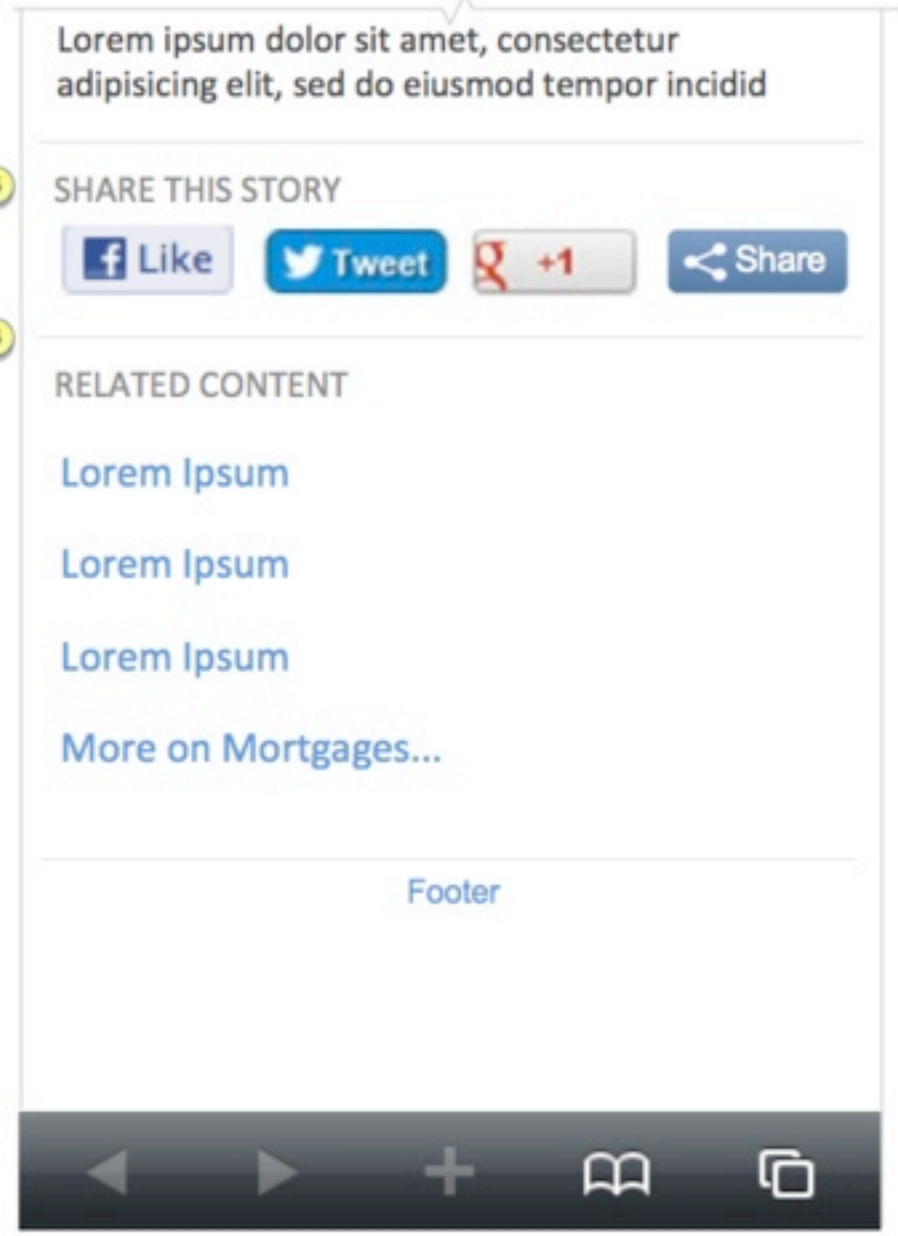 Lorem ipsum dolor sit amet, consectetur
adipisicing elit, sed do eiusmod tempor incidid
SHARE THIS STORY
f Like Tweet g +1 Share
RELATED CONTENT
Lorem Ipsum
Lorem Ipsum
Lorem Ipsum
More on Mortgages...
Footer